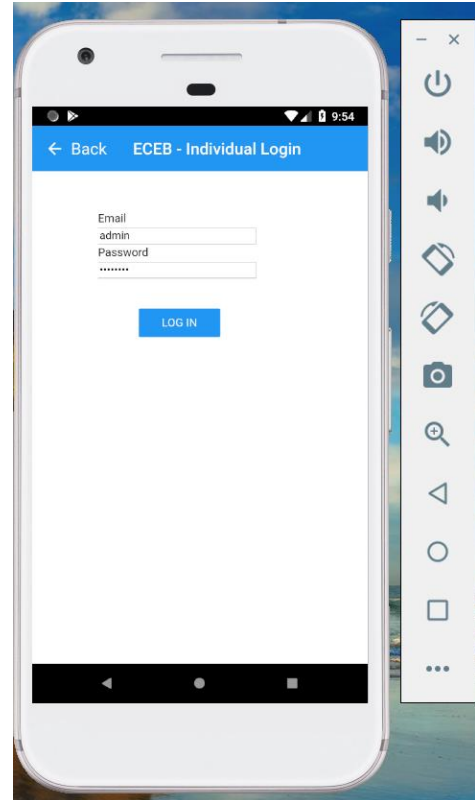 9:54
← Back ECEB - Individual Login
Email
admin
Password
••••••••
LOG IN